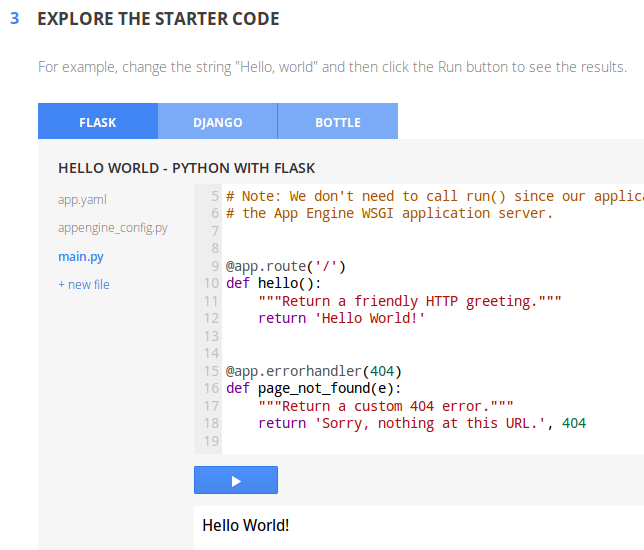 3 EXPLORE THE STARTER CODE
For example, change the string "Hello, world" and then click the Run button to see the results.
FLASK DJANGO BOTTLE
HELLO WORLD - PYTHON WITH FLASK
app.yaml
appengine_config.py
main.py
+ new file
5 # Note: We don't need to call run() since our applic
6 # the App Engine WSGI application server.
7
8
9 @app.route('/')
10 def hello():
11     """Return a friendly HTTP greeting."""
12     return 'Hello World!'
13
14
15 @app.errorhandler(404)
16 def page_not_found(e):
17     """Return a custom 404 error."""
18     return 'Sorry, nothing at this URL.', 404
19
Hello World!